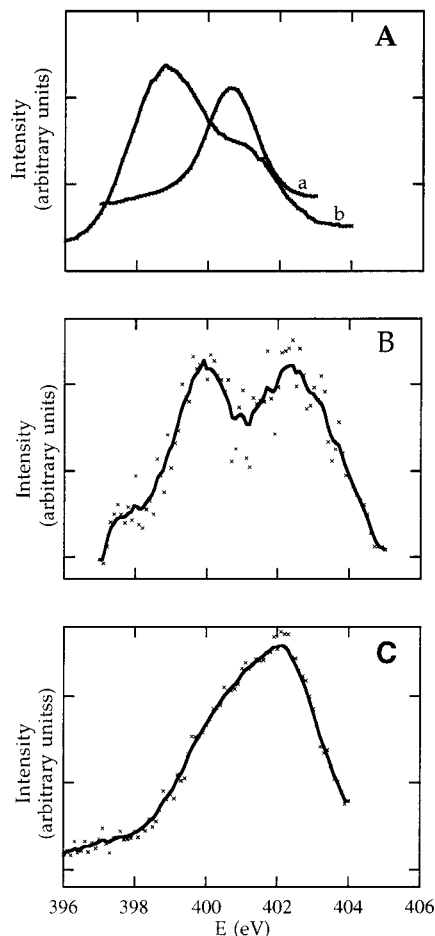 A
Intensity
(arbitrary units)
a
b
B
Intensity
(arbitrary units)
C
Intensity
(arbitrary unitss)
396 398 400 402 404 406
E (eV)